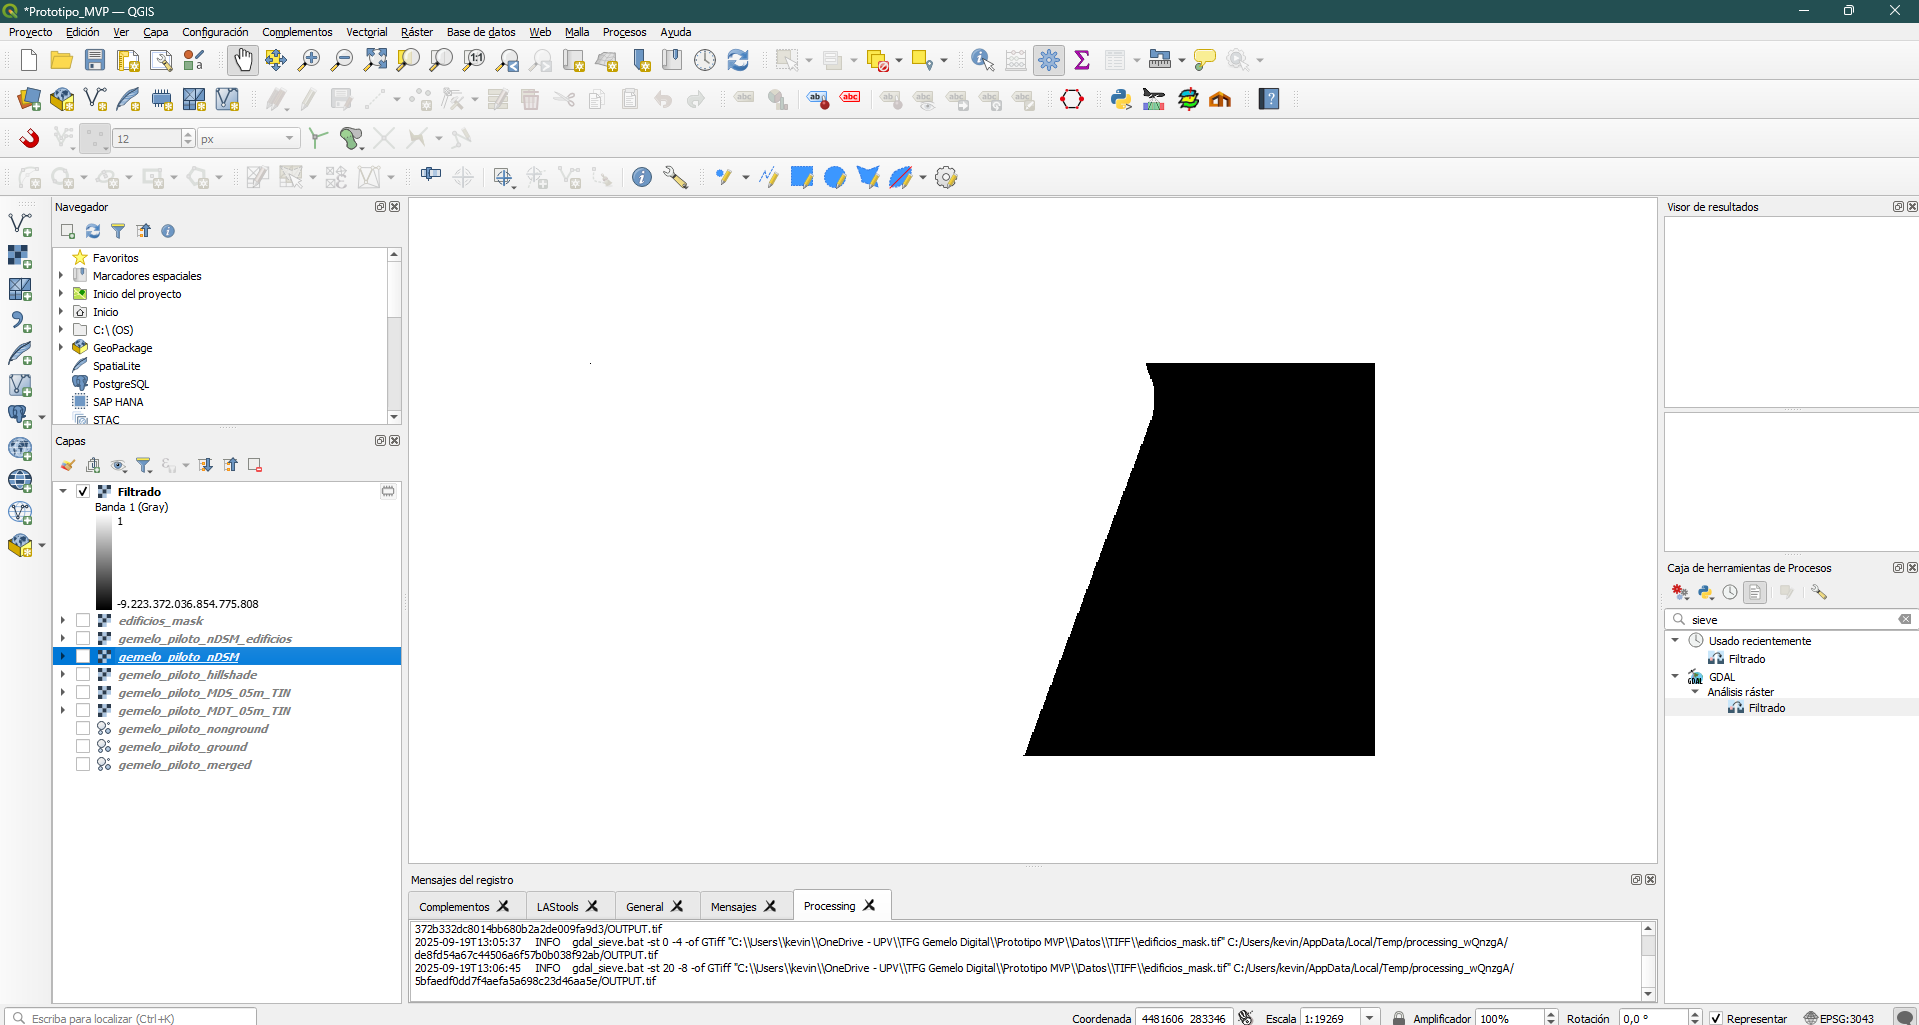 *Prototipo_MVP — QGIS
Proyecto Edición Ver Capa Configuración Complementos Vectorial Ráster Base de datos Web Malla Procesos Ayuda
12 px
Navegador
Favoritos
Marcadores espaciales
Inicio del proyecto
Inicio
C:\ (OS)
GeoPackage
SpatiaLite
PostgreSQL
SAP HANA
STAC
Capas
Filtrado
Banda 1 (Gray)
1
-9.223.372.036.854.775.808
edificios_mask
gemelo_piloto_nDSM_edificios
gemelo_piloto_nDSM
gemelo_piloto_hillshade
gemelo_piloto_MDS_05m_TIN
gemelo_piloto_MDT_05m_TIN
gemelo_piloto_nonground
gemelo_piloto_ground
gemelo_piloto_merged
Mensajes del registro
Complementos LAStools General Mensajes Processing
372b332dc8014bb680b2a2de009fa9d3/OUTPUT.tif
2025-09-19T13:05:37 INFO gdal_sieve.bat -st 0 -4 -of GTiff "C:\\Users\\kevin\\OneDrive - UPV\\TFG Gemelo Digital\\Prototipo MVP\\Datos\\TIFF\\edificios_mask.tif" C:/Users/kevin/AppData/Local/Temp/processing_wQnzgA/
de8fd54a67c44506a6f57b0b038f92ab/OUTPUT.tif
2025-09-19T13:06:45 INFO gdal_sieve.bat -st 20 -8 -of GTiff "C:\\Users\\kevin\\OneDrive - UPV\\TFG Gemelo Digital\\Prototipo MVP\\Datos\\TIFF\\edificios_mask.tif" C:/Users/kevin/AppData/Local/Temp/processing_wQnzgA/
5bfaedf0dd7f4aefa5a698c23d46aa5e/OUTPUT.tif
Visor de resultados
Caja de herramientas de Procesos
sieve
Usado recientemente
Filtrado
GDAL
Análisis ráster
Filtrado
Escriba para localizar (Ctrl+K)
Coordenada 4481606 283346 Escala 1:19269 Amplificador 100% Rotación 0,0 ° Representar EPSG:3043